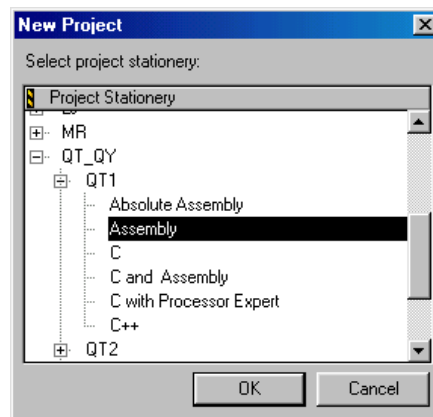 New Project
Select project stationery:
Project Stationery
MR
QT_QY
QT1
Absolute Assembly
Assembly
C
C and Assembly
C with Processor Expert
C++
QT2
OK
Cancel